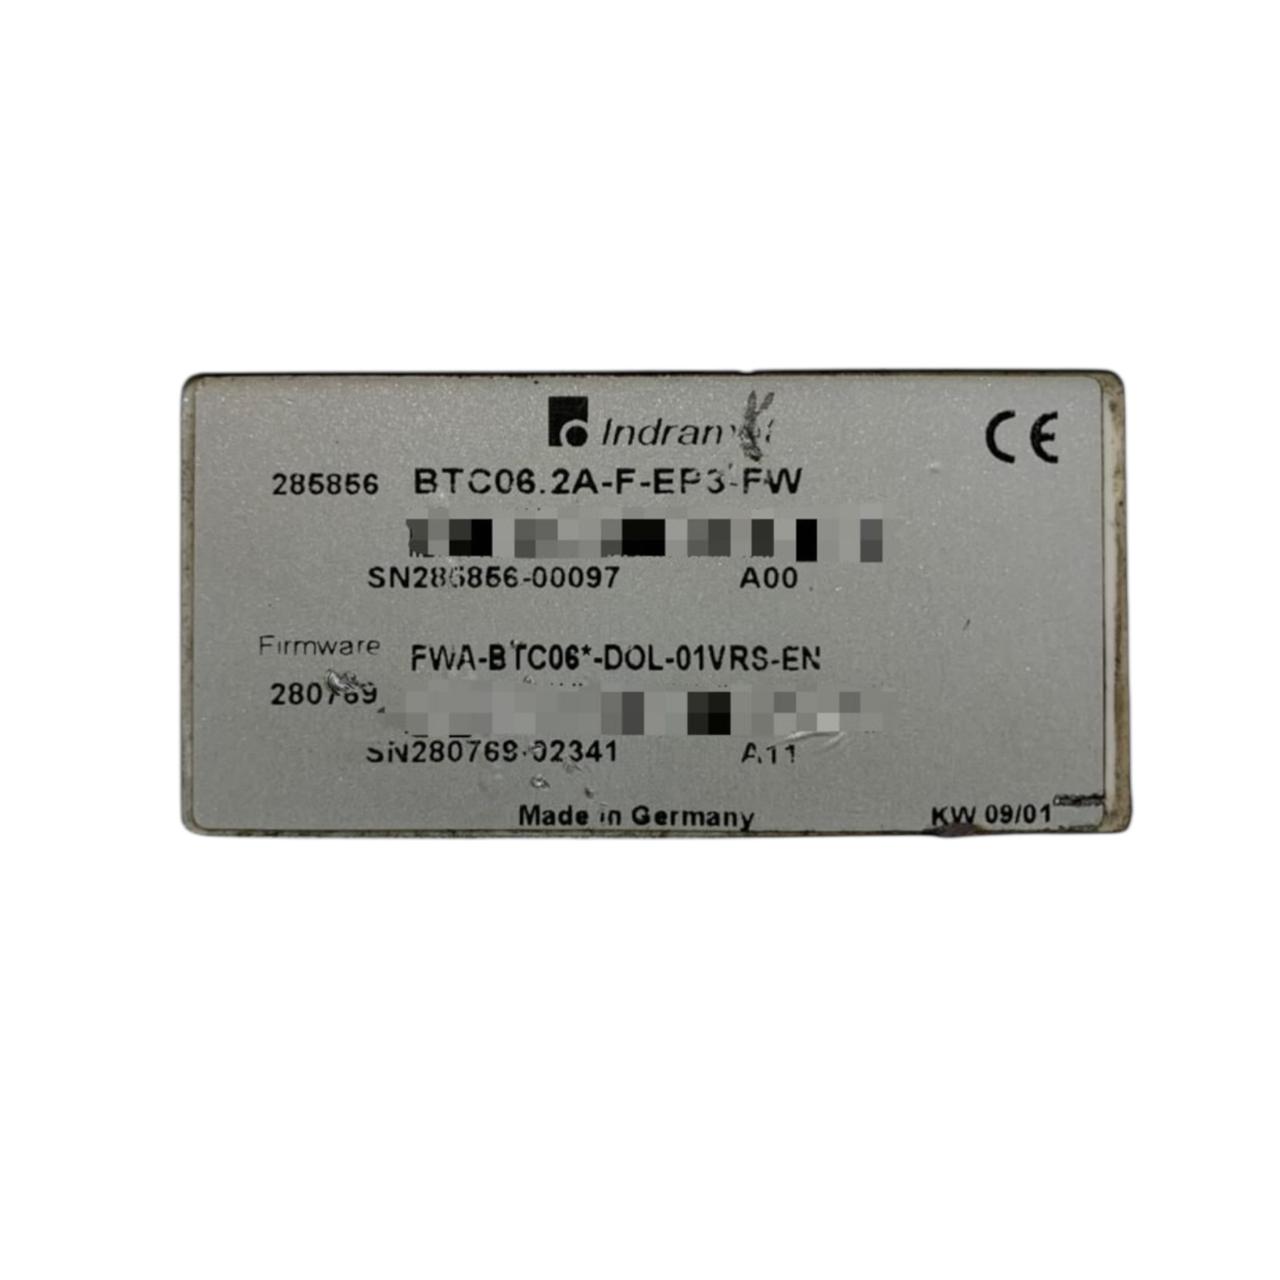 CE
285856 BTC06.2A-F-EP3-FW
SN285856-00097 A00
Firmware FWA-BTC06*-DOL-01VRS-EN
280769
SN280769-02341 A11
Made in Germany KW 09/01